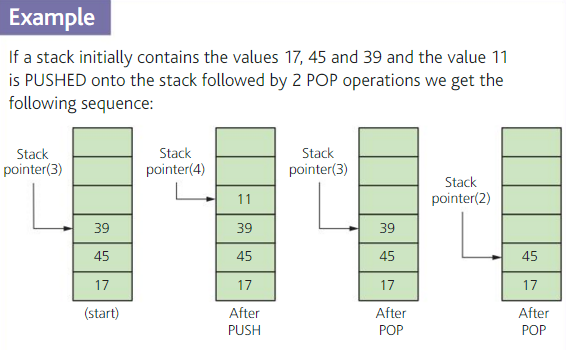 Example
If a stack initially contains the values 17, 45 and 39 and the value 11
is PUSHED onto the stack followed by 2 POP operations we get the
following sequence:
Stack
pointer(3)
39
45
17
(start)
Stack
pointer(4)
11
39
45
17
After
PUSH
Stack
pointer(3)
39
45
17
After
POP
Stack
pointer(2)
45
17
After
POP